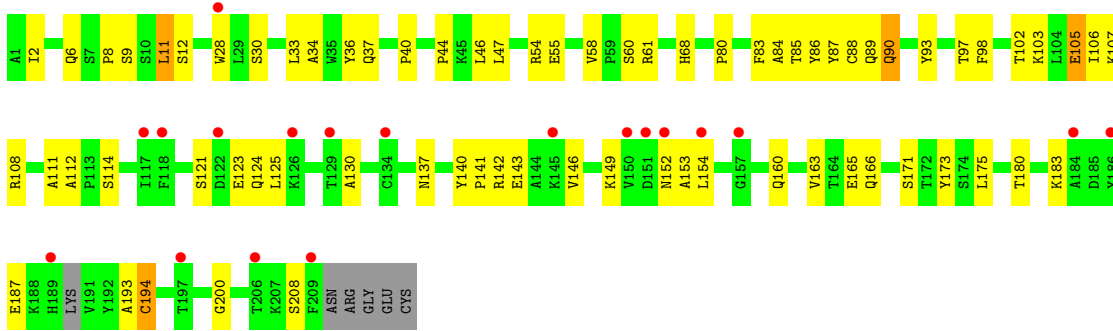 A1 I2 Q6 S7 P8 S9 S10 L11 S12 W28 L29 S30 L33 A34 W35 Y36 Q37 P40 P44 K45 L46 L47 R54 E55 V58 P59 S60 R61 H68 P80 F83 A84 T85 Y86 Y87 C88 Q89 Q90 Y93 T97 F98 T102 K103 L104 E105 I106 K107
R108 A111 A112 P113 S114 I117 F118 S121 D122 E123 Q124 L125 K126 T129 A130 C134 N137 Y140 P141 R142 E143 A144 K145 V146 K149 V150 D151 N152 A153 L154 G157 Q160 V163 T164 E165 Q166 S171 T172 Y173 S174 L175 T180 K183 A184 D185 Y186
E187 K188 H189 LYS V191 Y192 A193 C194 T197 G200 T206 K207 S208 F209 ASN ARG GLY GLU CYS